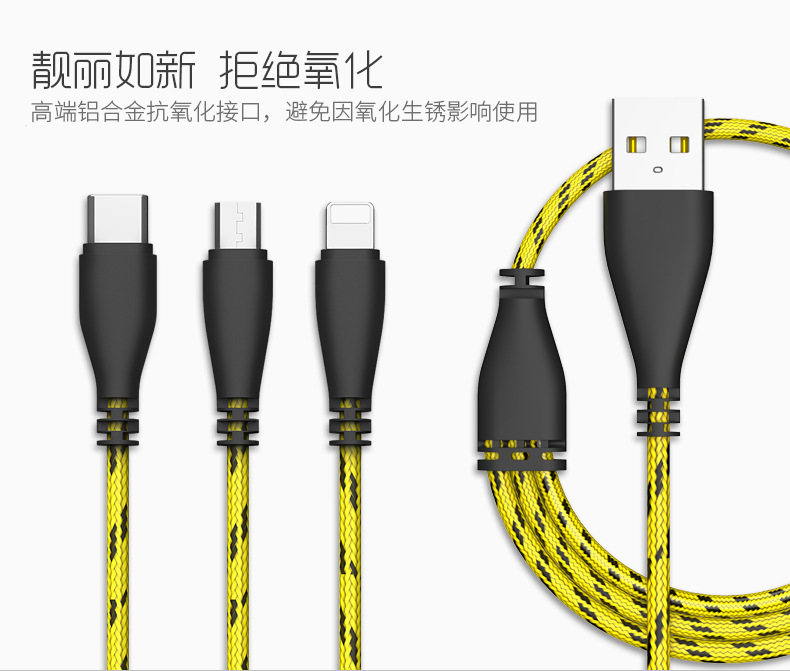 靓丽如新 拒绝氧化
高端铝合金抗氧化接口，避免因氧化生锈影响使用